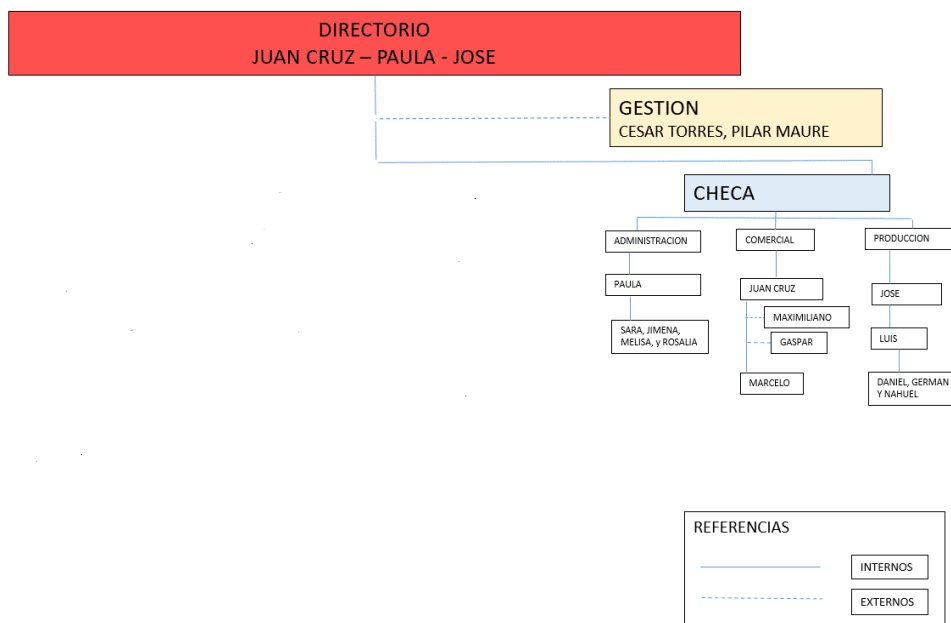 DIRECTORIO
JUAN CRUZ – PAULA - JOSE
GESTION
CESAR TORRES, PILAR MAURE
CHECA
ADMINISTRACION
PAULA
SARA, JIMENA,
MELISA, y ROSALIA
COMERCIAL
JUAN CRUZ
MAXIMILIANO
GASPAR
MARCELO
PRODUCCION
JOSE
LUIS
DANIEL, GERMAN
Y NAHUEL
REFERENCIAS
INTERNOS
EXTERNOS